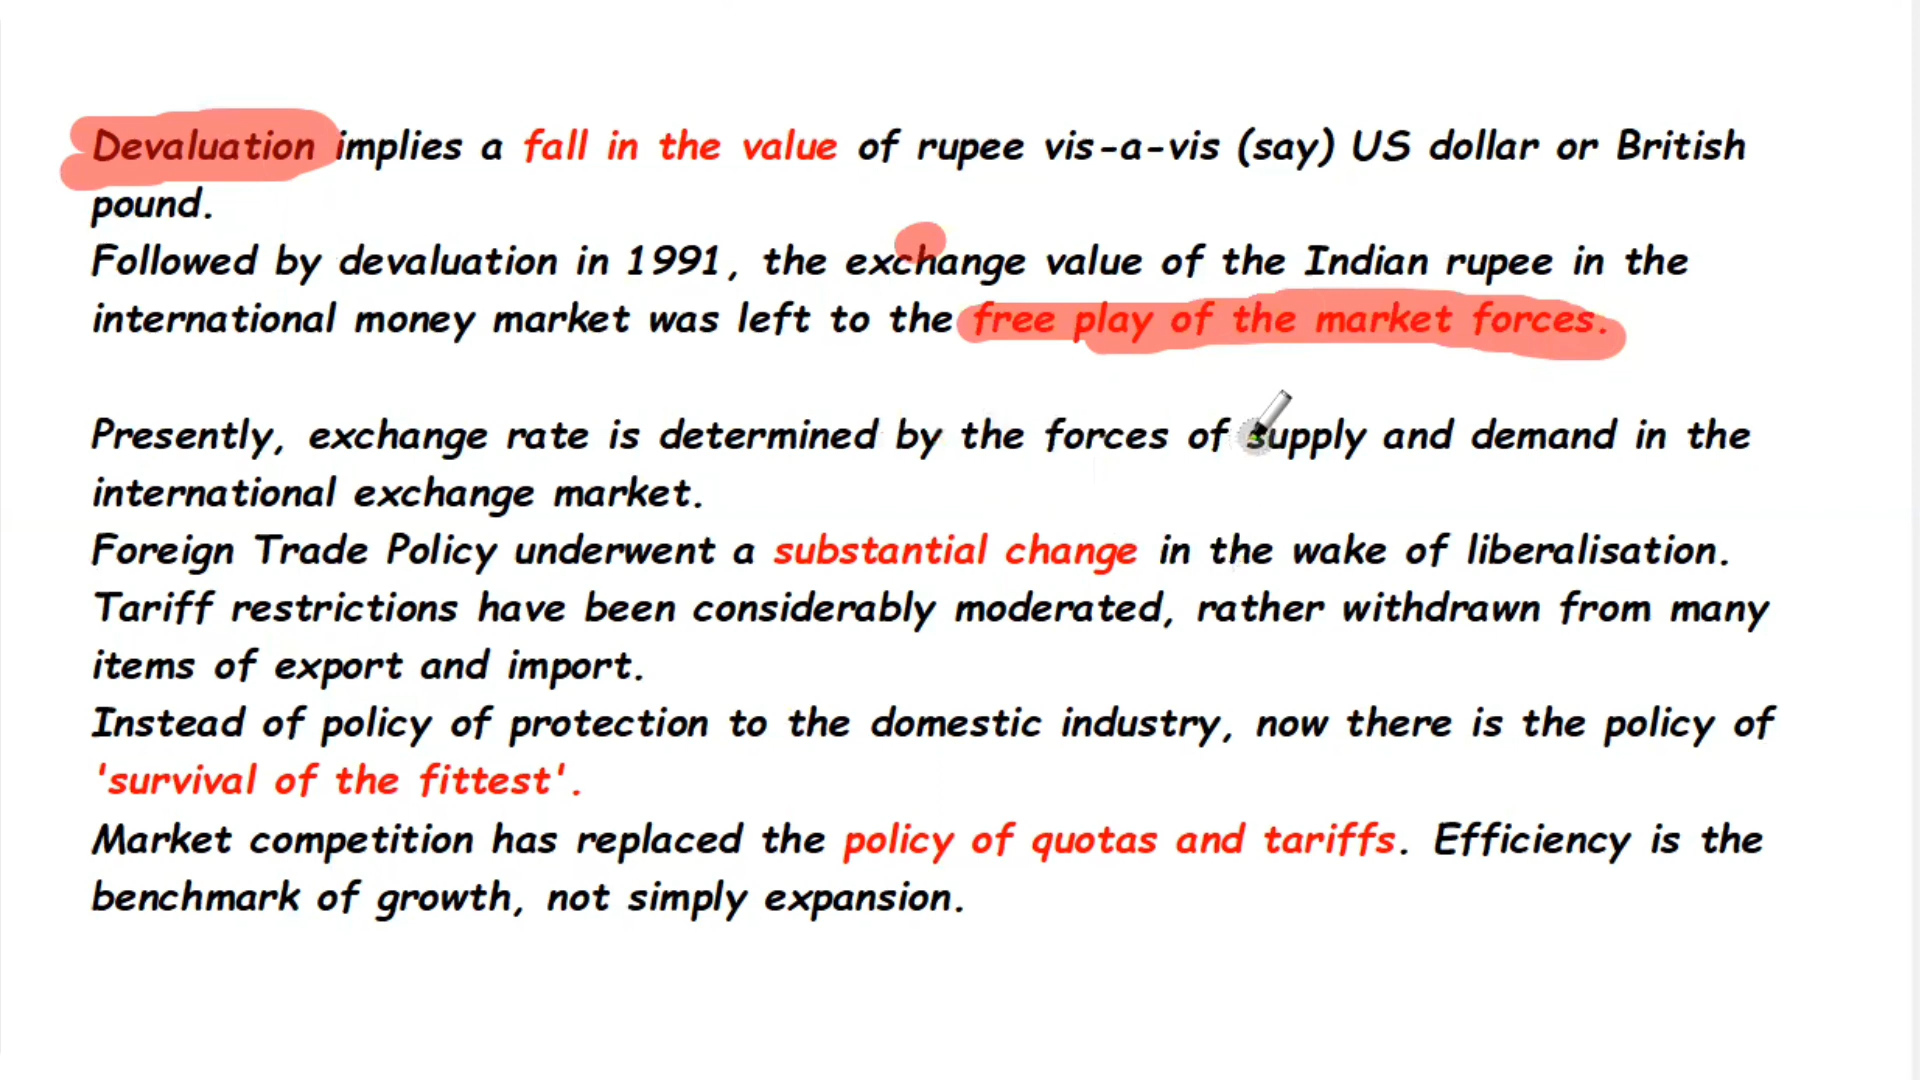 Devaluation implies a fall in the value of rupee vis-a-vis (say) US dollar or British
pound.
Followed by devaluation in 1991, the exchange value of the Indian rupee in the
international money market was left to the free play of the market forces.
Presently, exchange rate is determined by the forces of supply and demand in the
international exchange market.
Foreign Trade Policy underwent a substantial change in the wake of liberalisation.
Tariff restrictions have been considerably moderated, rather withdrawn from many
items of export and import.
Instead of policy of protection to the domestic industry, now there is the policy of
'survival of the fittest'.
Market competition has replaced the policy of quotas and tariffs. Efficiency is the
benchmark of growth, not simply expansion.